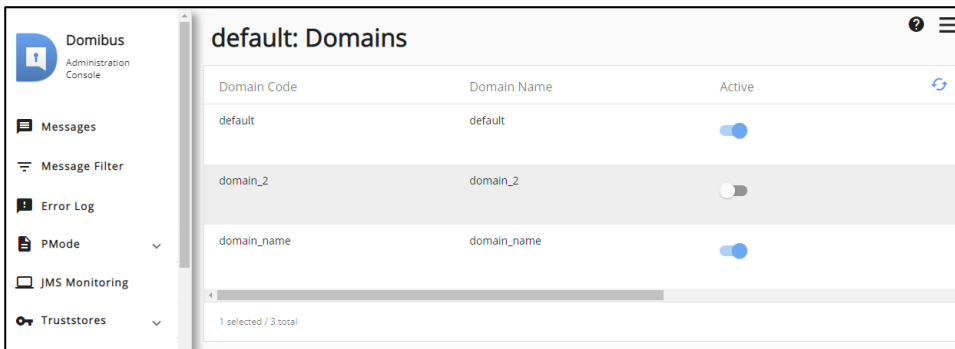 Domibus
Administration
Console
Messages
Message Filter
Error Log
PMode
JMS Monitoring
Truststores
default: Domains
Domain Code Domain Name Active
default default
domain_2 domain_2
domain_name domain_name
1 selected / 3 total